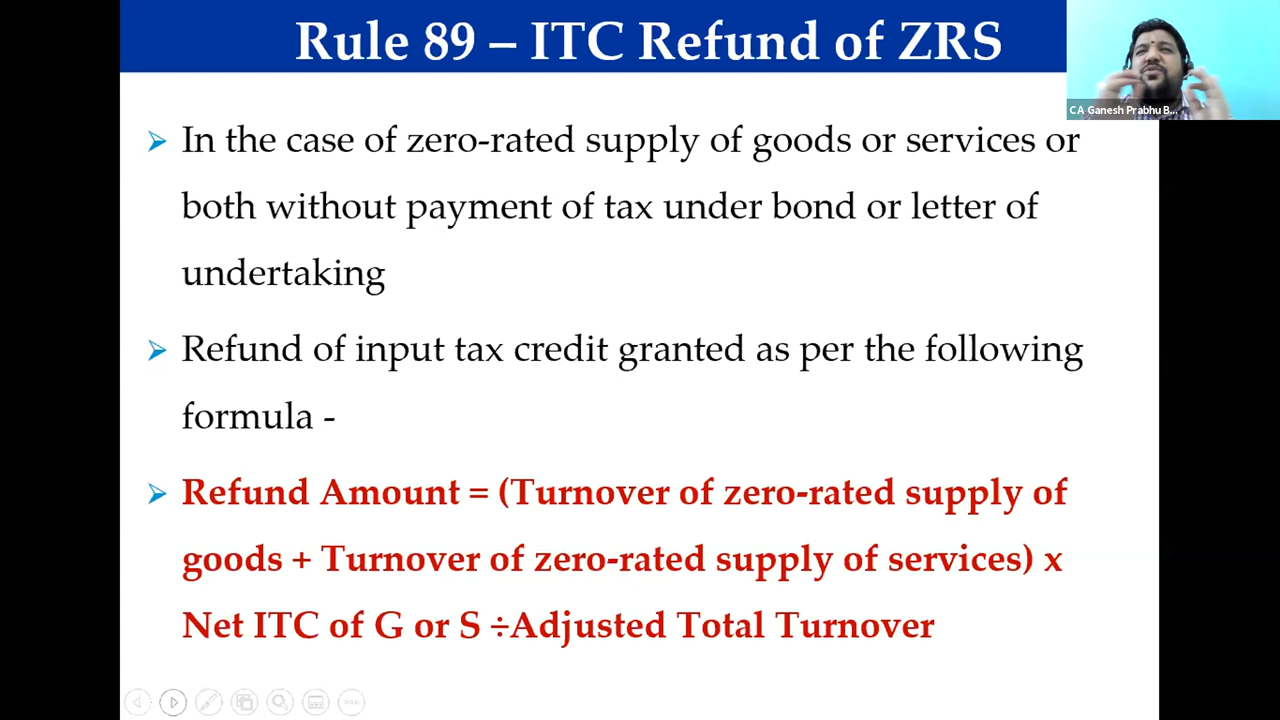 Rule 89 – ITC Refund of ZRS
CA Ganesh Prabhu B...
In the case of zero-rated supply of goods or services or
both without payment of tax under bond or letter of
undertaking
Refund of input tax credit granted as per the following
formula -
Refund Amount = (Turnover of zero-rated supply of
goods + Turnover of zero-rated supply of services) x
Net ITC of G or S ÷Adjusted Total Turnover